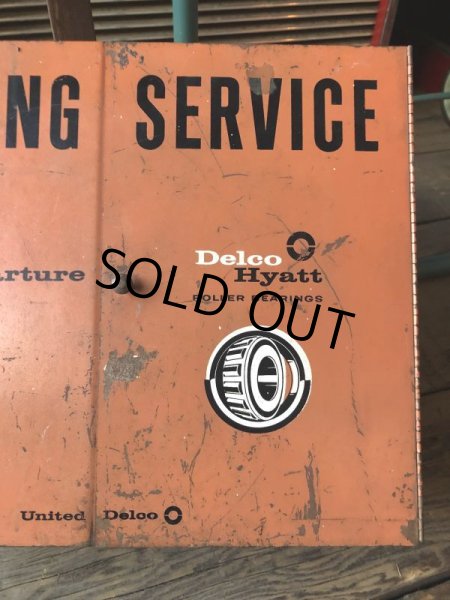 NG SERVICE
Delco
arture Hyatt
ROLLER BEARINGS
SOLD OUT
United Delco